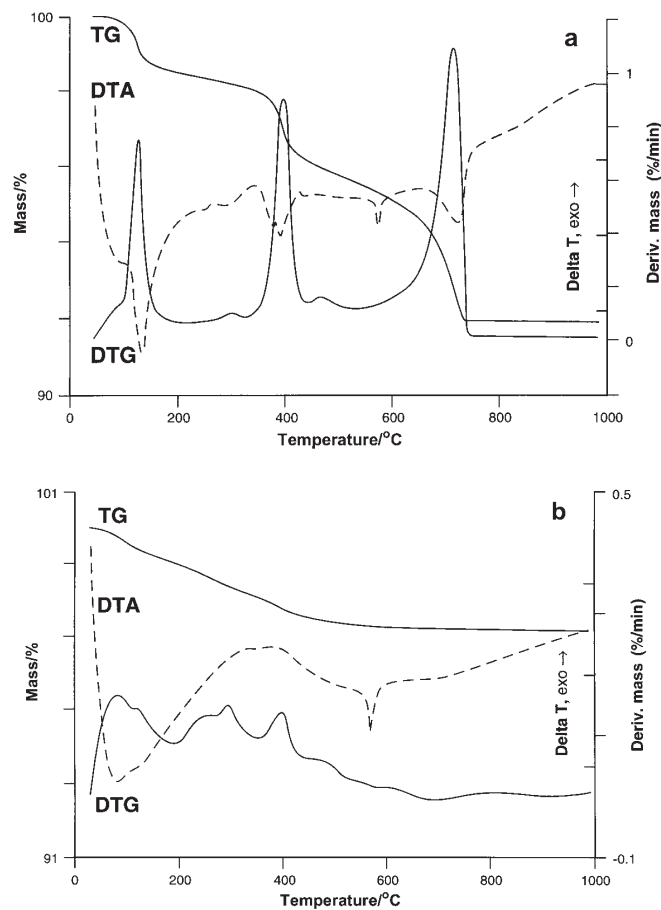 100
TG
a
DTA
1
Mass/%
Delta T, exo →
Deriv. mass (%/min)
DTG
0
90
0
200
400
600
800
1000
Temperature/°C
101
0.5
TG
b
DTA
Mass/%
Delta T, exo →
Deriv. mass (%/min)
DTG
91
-0.1
0
200
400
600
800
1000
Temperature/°C